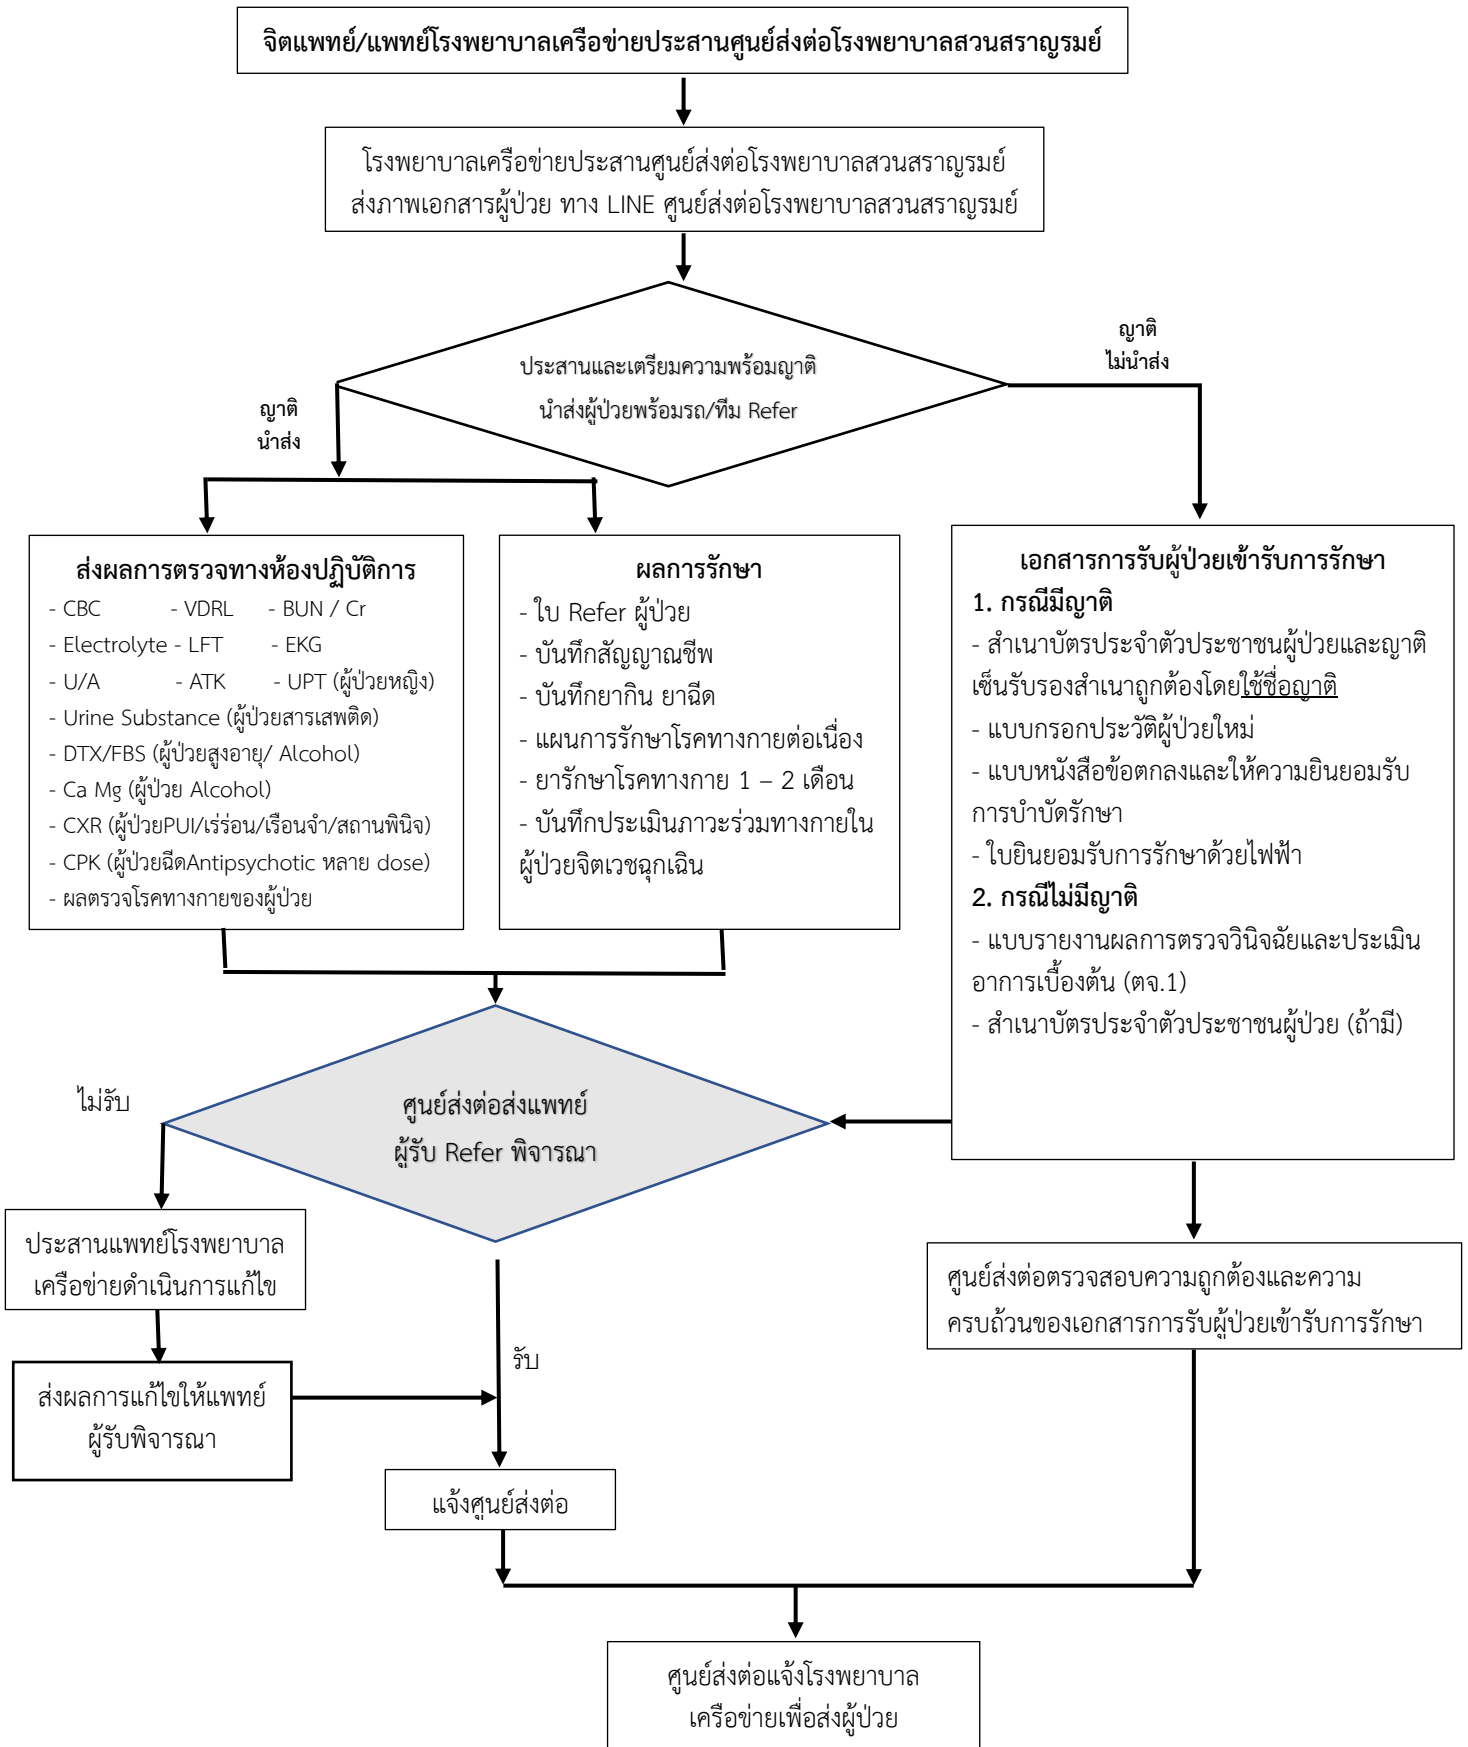 จิตแพทย์/แพทย์โรงพยาบาลเครือข่ายประสานศูนย์ส่งต่อโรงพยาบาลสวนสราญรมย์
โรงพยาบาลเครือข่ายประสานศูนย์ส่งต่อโรงพยาบาลสวนสราญรมย์
ส่งภาพเอกสารผู้ป่วย ทาง LINE ศูนย์ส่งต่อโรงพยาบาลสวนสราญรมย์
ประสานและเตรียมความพร้อมญาติ
นำส่งผู้ป่วยพร้อมรถ/ทีม Refer
ญาติ
นำส่ง
ญาติ
ไม่นำส่ง
ส่งผลการตรวจทางห้องปฏิบัติการ
- CBC - VDRL - BUN / Cr
- Electrolyte - LFT - EKG
- U/A - ATK - UPT (ผู้ป่วยหญิง)
- Urine Substance (ผู้ป่วยสารเสพติด)
- DTX/FBS (ผู้ป่วยสูงอายุ/ Alcohol)
- Ca Mg (ผู้ป่วย Alcohol)
- CXR (ผู้ป่วยPUI/เร่ร่อน/เรือนจำ/สถานพินิจ)
- CPK (ผู้ป่วยฉีดAntipsychotic หลาย dose)
- ผลตรวจโรคทางกายของผู้ป่วย
ผลการรักษา
- ใบ Refer ผู้ป่วย
- บันทึกสัญญาณชีพ
- บันทึกยากิน ยาฉีด
- แผนการรักษาโรคทางกายต่อเนื่อง
- ยารักษาโรคทางกาย 1 – 2 เดือน
- บันทึกประเมินภาวะร่วมทางกายใน
ผู้ป่วยจิตเวชฉุกเฉิน
เอกสารการรับผู้ป่วยเข้ารับการรักษา
1. กรณีมีญาติ
- สำเนาบัตรประจำตัวประชาชนผู้ป่วยและญาติ
เซ็นรับรองสำเนาถูกต้องโดยใช้ชื่อญาติ
- แบบกรอกประวัติผู้ป่วยใหม่
- แบบหนังสือข้อตกลงและให้ความยินยอมรับ
การบำบัดรักษา
- ใบยินยอมรับการรักษาด้วยไฟฟ้า
2. กรณีไม่มีญาติ
- แบบรายงานผลการตรวจวินิจฉัยและประเมิน
อาการเบื้องต้น (ตจ.1)
- สำเนาบัตรประจำตัวประชาชนผู้ป่วย (ถ้ามี)
ไม่รับ
ศูนย์ส่งต่อส่งแพทย์
ผู้รับ Refer พิจารณา
ประสานแพทย์โรงพยาบาล
เครือข่ายดำเนินการแก้ไข
ศูนย์ส่งต่อตรวจสอบความถูกต้องและความ
ครบถ้วนของเอกสารการรับผู้ป่วยเข้ารับการรักษา
รับ
ส่งผลการแก้ไขให้แพทย์
ผู้รับพิจารณา
แจ้งศูนย์ส่งต่อ
ศูนย์ส่งต่อแจ้งโรงพยาบาล
เครือข่ายเพื่อส่งผู้ป่วย